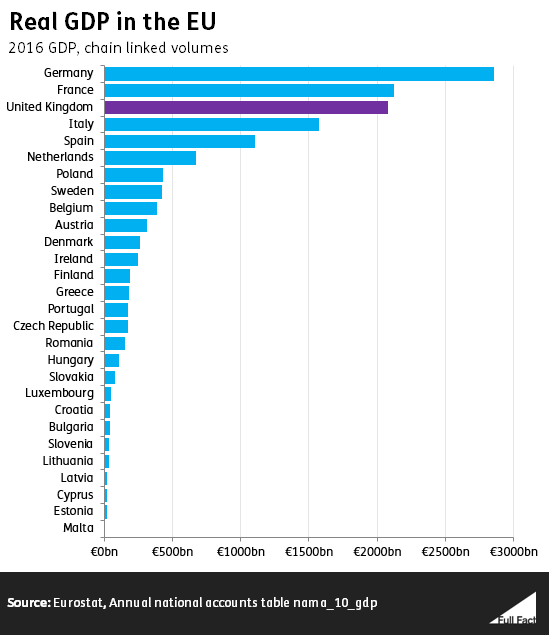 Real GDP in the EU
2016 GDP, chain linked volumes
Germany
France
United Kingdom
Italy
Spain
Netherlands
Poland
Sweden
Belgium
Austria
Denmark
Ireland
Finland
Greece
Portugal
Czech Republic
Romania
Hungary
Slovakia
Luxembourg
Croatia
Bulgaria
Slovenia
Lithuania
Latvia
Cyprus
Estonia
Malta
€0bn €500bn €1000bn €1500bn €2000bn €2500bn €3000bn
Source: Eurostat, Annual national accounts table nama_10_gdp
Full Fact